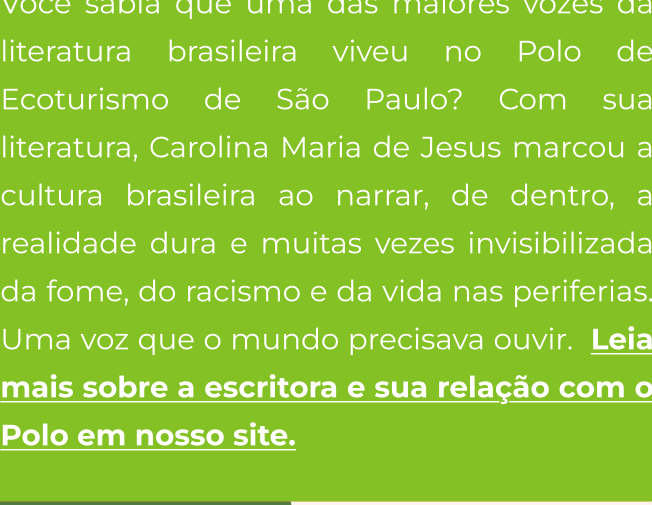 Você sabia que uma das maiores vozes da
literatura brasileira viveu no Polo de
Ecoturismo de São Paulo? Com sua
literatura, Carolina Maria de Jesus marcou a
cultura brasileira ao narrar, de dentro, a
realidade dura e muitas vezes invisibilizada
da fome, do racismo e da vida nas periferias.
Uma voz que o mundo precisava ouvir. Leia
mais sobre a escritora e sua relação com o
Polo em nosso site.